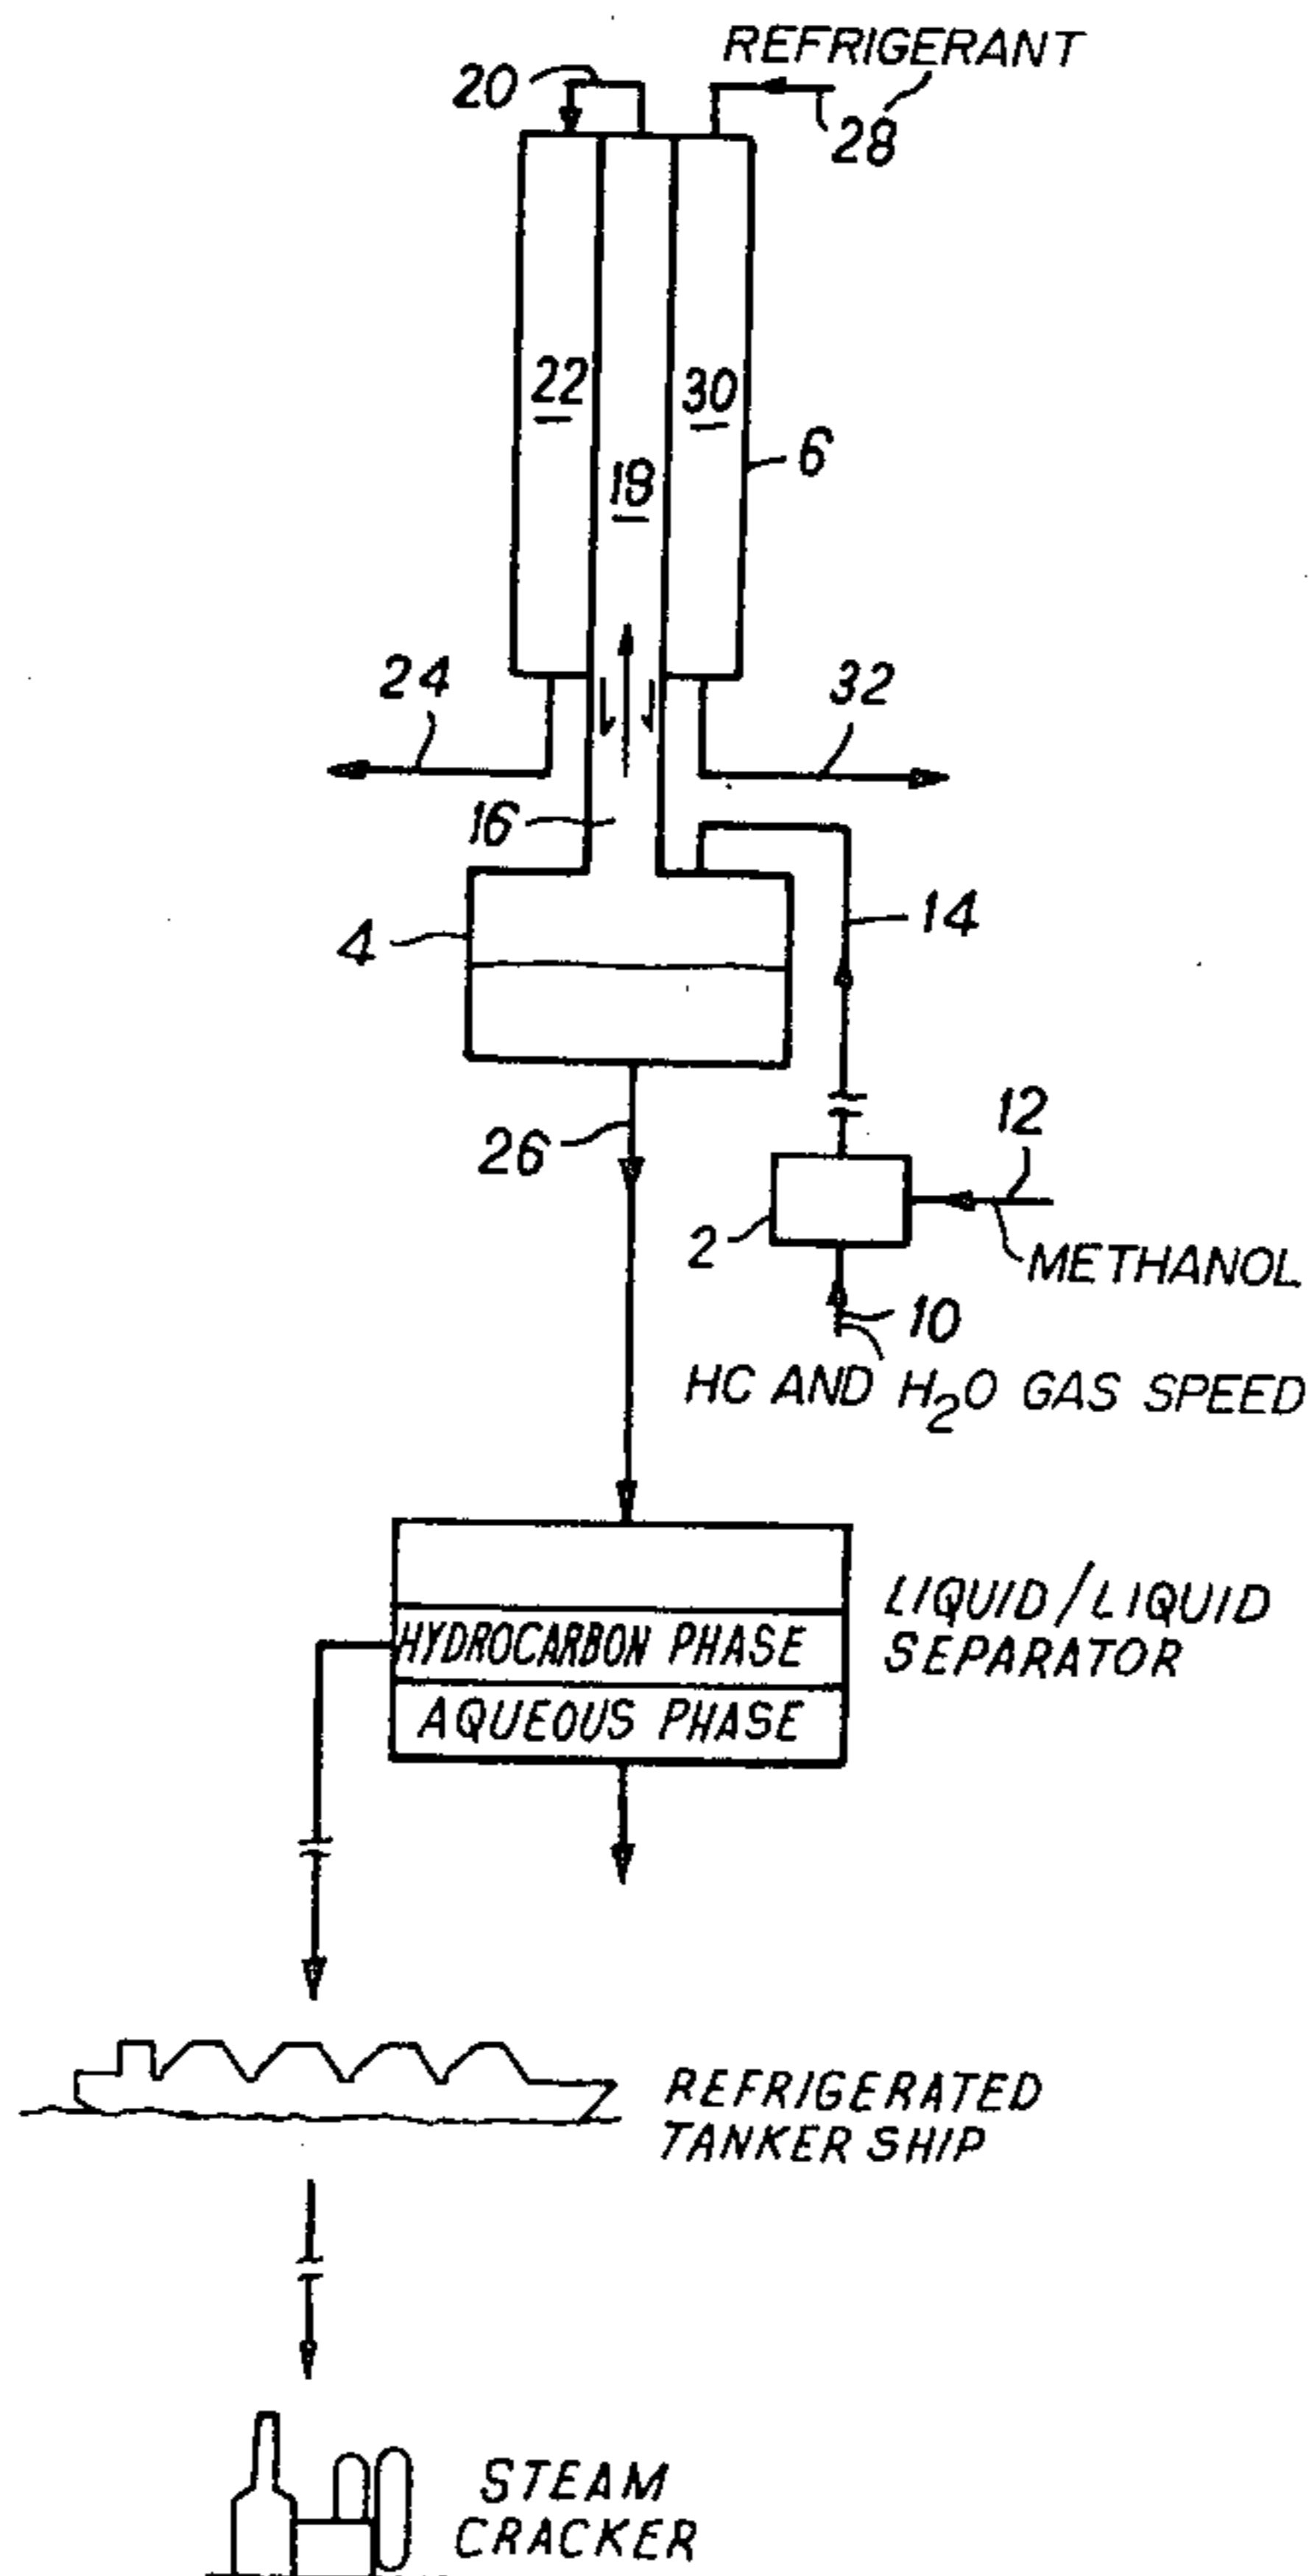 REFRIGERANT
20
28
22
30
18
6
24
32
16
14
4
12
26
2
METHANOL
10
HC AND H₂O GAS SPEED
LIQUID/LIQUID
SEPARATOR
HYDROCARBON PHASE
AQUEOUS PHASE
REFRIGERATED
TANKER SHIP
STEAM
CRACKER